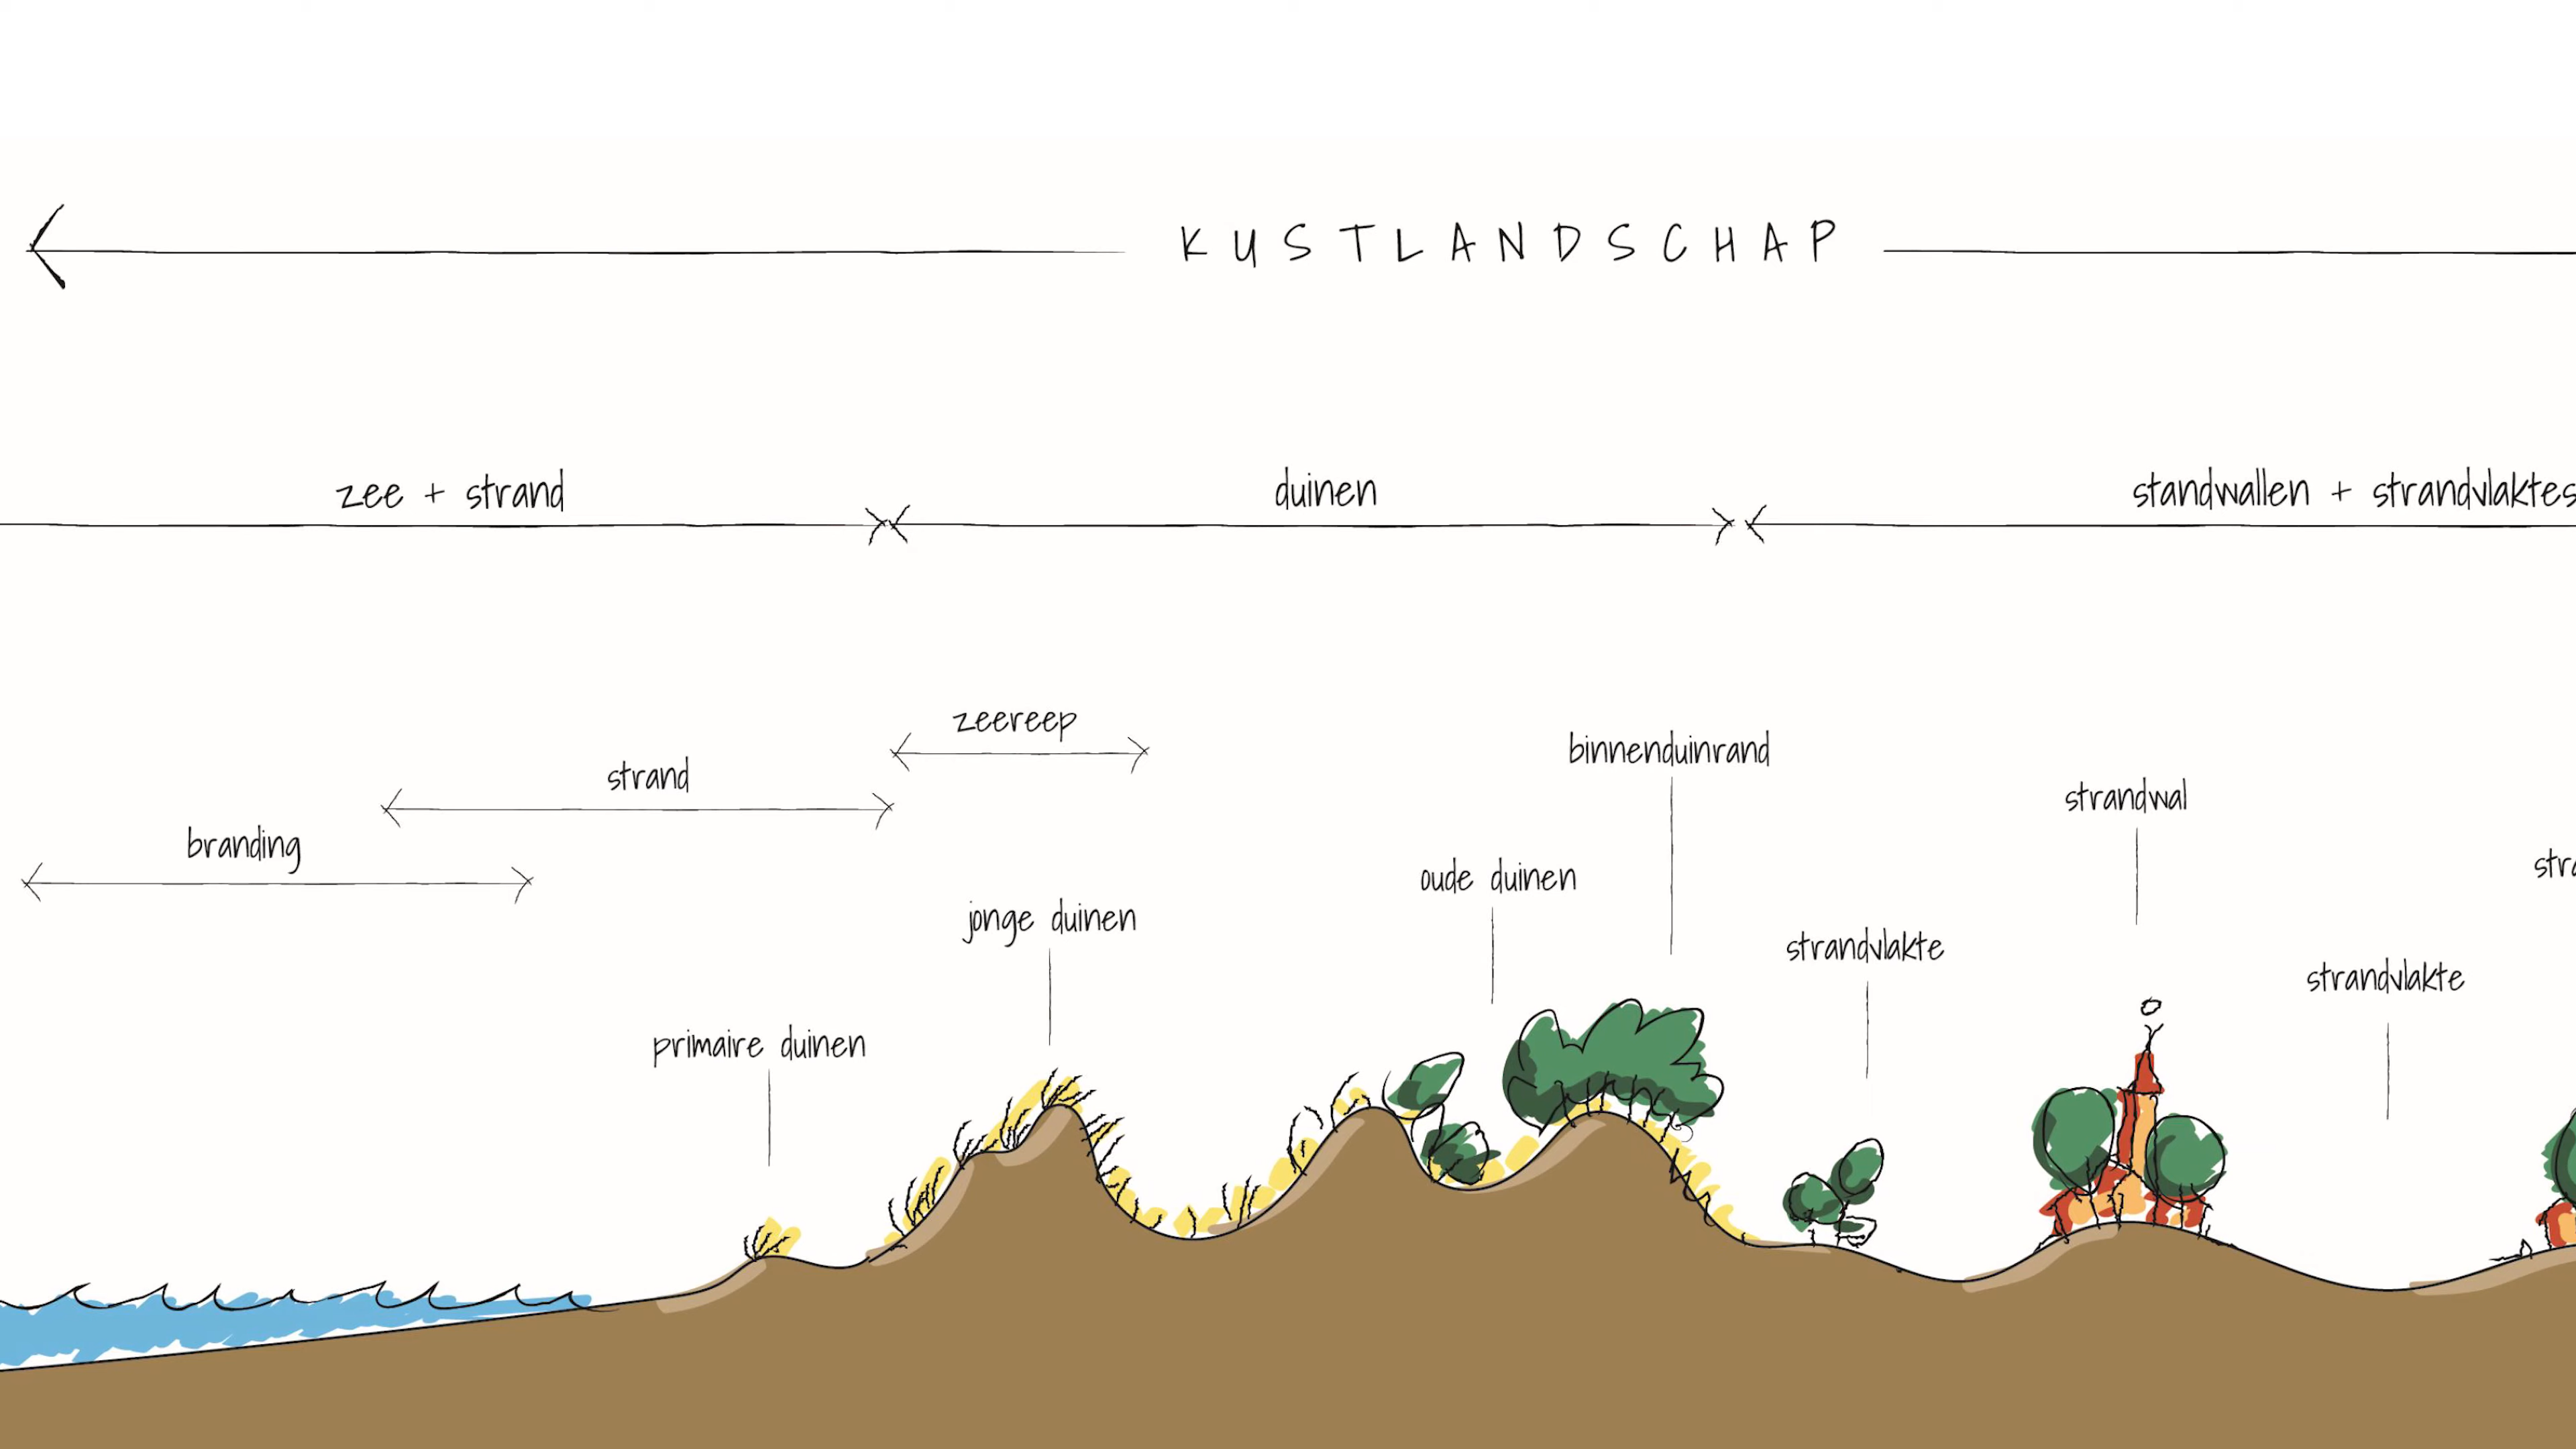 KUSTLANDSCHAP
zee + strand
duinen
standwallen + strandvlaktes
zeereep
binnenduinrand
strand
strandwal
branding
oude duinen
jonge duinen
strandvlakte
strandvlakte
primaire duinen